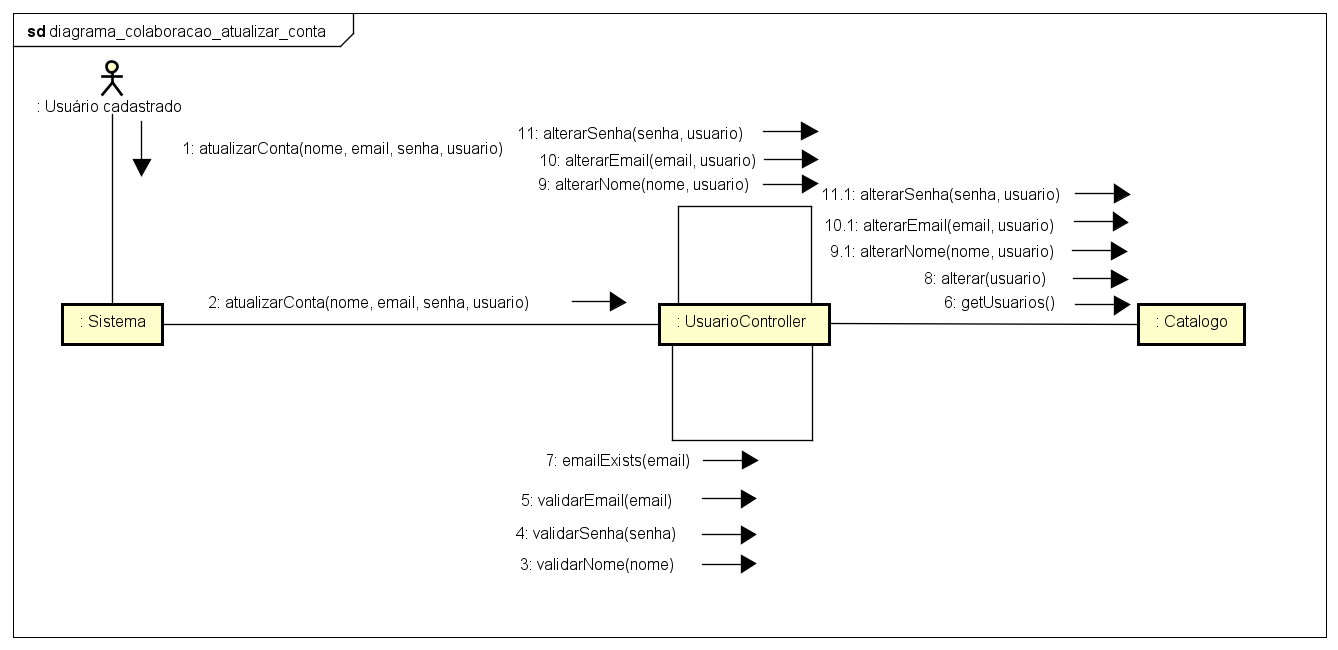 sd diagrama_colaboracao_atualizar_conta
: Usuário cadastrado
1: atualizarConta(nome, email, senha, usuario)
11: alterarSenha(senha, usuario)
10: alterarEmail(email, usuario)
9: alterarNome(nome, usuario)
11.1: alterarSenha(senha, usuario)
10.1: alterarEmail(email, usuario)
9.1: alterarNome(nome, usuario)
8: alterar(usuario)
6: getUsuarios()
2: atualizarConta(nome, email, senha, usuario)
: Sistema
: UsuarioController
: Catalogo
7: emailExists(email)
5: validarEmail(email)
4: validarSenha(senha)
3: validarNome(nome)